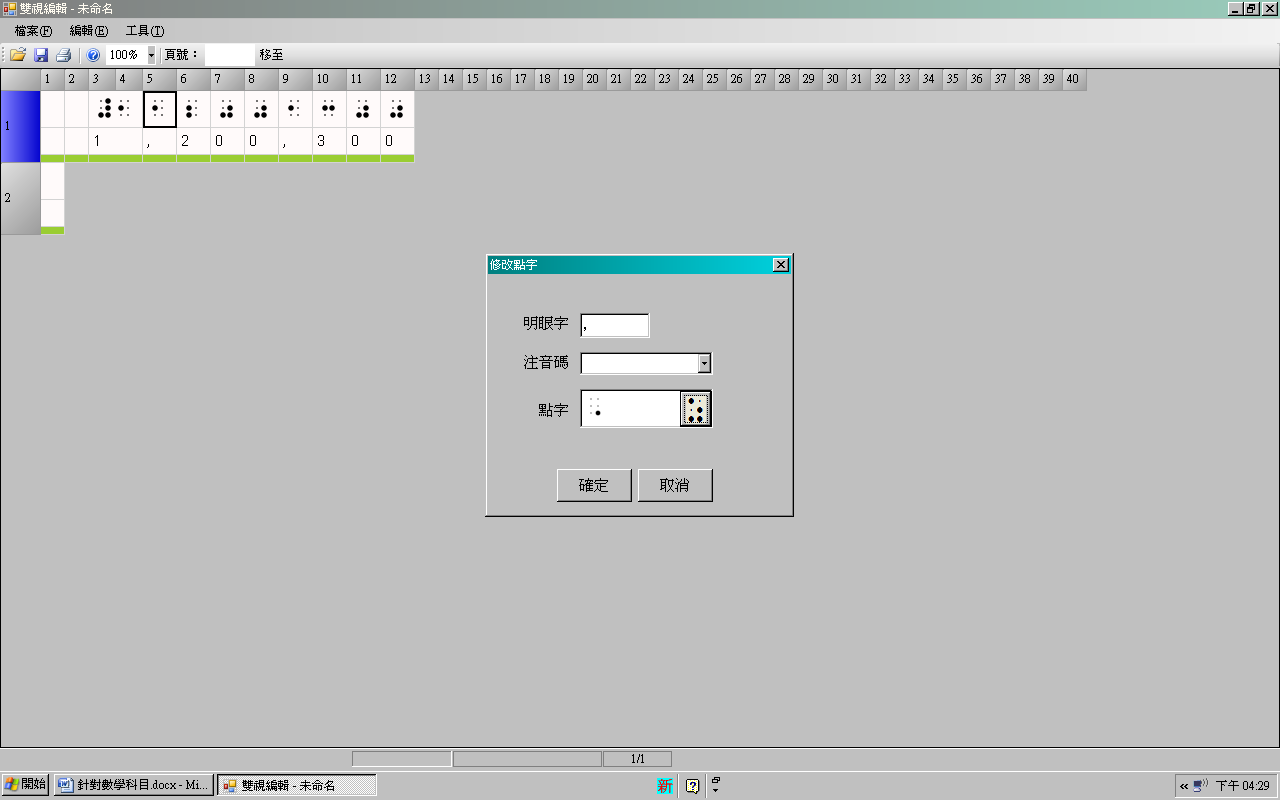 雙視編輯 - 未命名
檔案(F) 編輯(E) 工具(T)
100% 頁號： 移至
1 2 3 4 5 6 7 8 9 10 11 12 13 14 15 16 17 18 19 20 21 22 23 24 25 26 27 28 29 30 31 32 33 34 35 36 37 38 39 40
1
1 , 2 0 0 , 3 0 0
2
修改點字
明眼字 ,
注音碼
點字
確定 取消
1/1
開始 針對數學科目.docx - Mi... 雙視編輯 - 未命名 新 « 下午 04:29